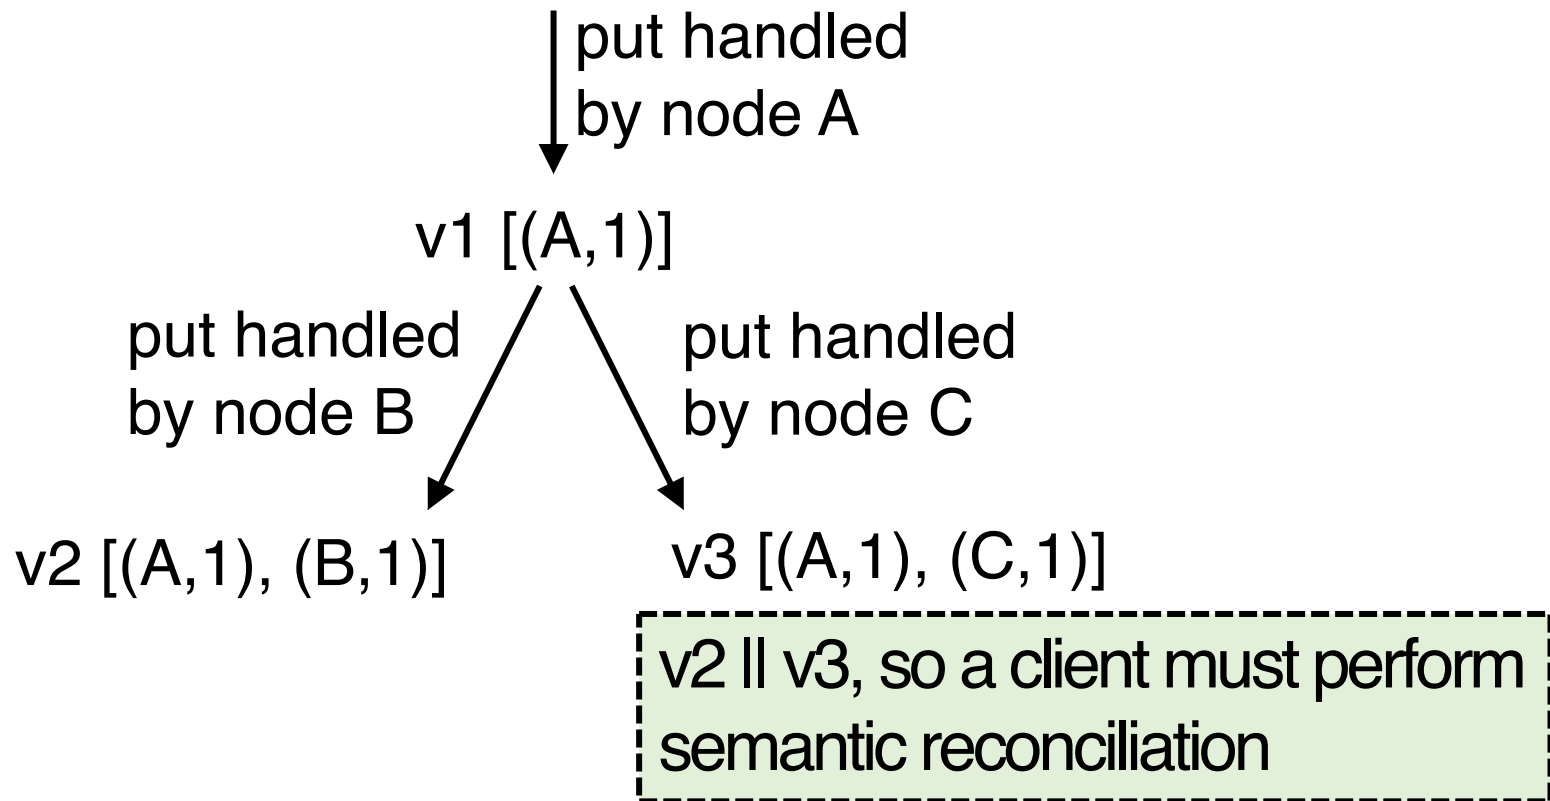 put handled
by node A
v1 [(A,1)]
put handled
by node B
put handled
by node C
v2 [(A,1), (B,1)]
v3 [(A,1), (C,1)]
v2 || v3, so a client must perform
semantic reconciliation